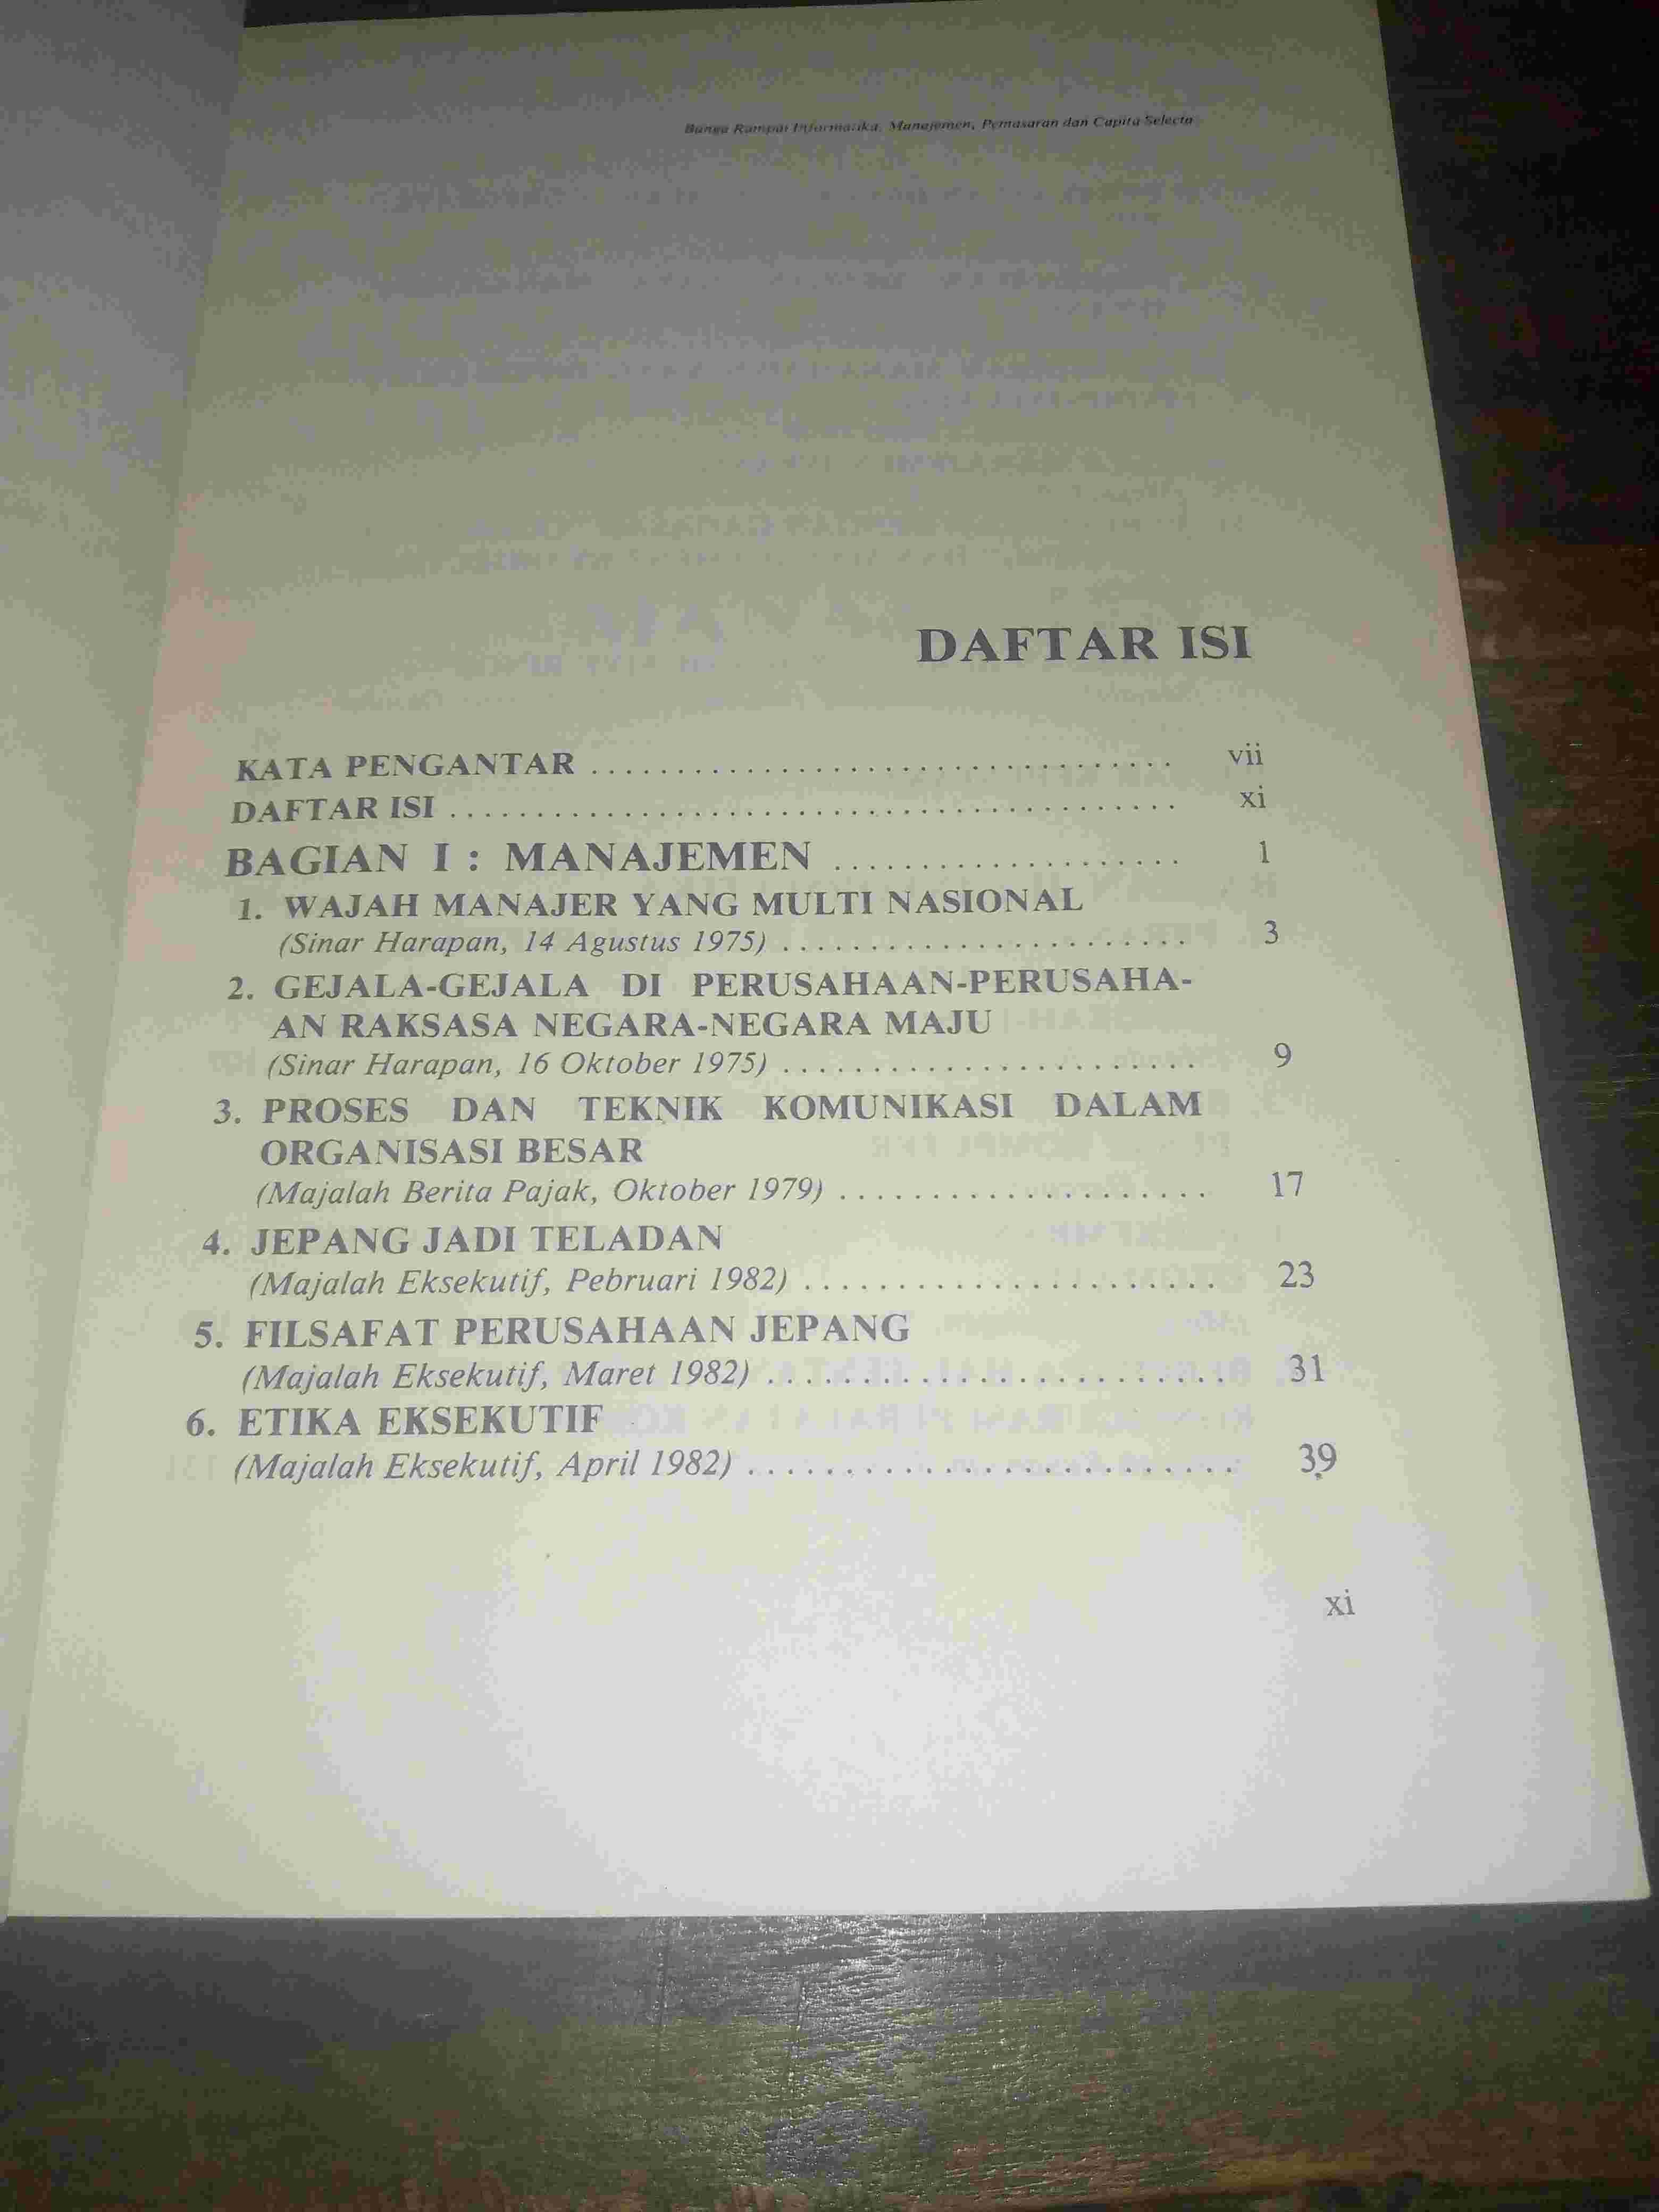 Bunga Rampai Informatika, Manajemen, Pemasaran dan Capita Selecta
DAFTAR ISI
KATA PENGANTAR .................................. vii
DAFTAR ISI .......................................... xi
BAGIAN I : MANAJEMEN .................... 1
1. WAJAH MANAJER YANG MULTI NASIONAL
(Sinar Harapan, 14 Agustus 1975) ....................... 3
2. GEJALA-GEJALA DI PERUSAHAAN-PERUSAHA-
AN RAKSASA NEGARA-NEGARA MAJU
(Sinar Harapan, 16 Oktober 1975) ....................... 9
3. PROSES DAN TEKNIK KOMUNIKASI DALAM
ORGANISASI BESAR
(Majalah Berita Pajak, Oktober 1979) .................... 17
4. JEPANG JADI TELADAN
(Majalah Eksekutif, Pebruari 1982) ...................... 23
5. FILSAFAT PERUSAHAAN JEPANG
(Majalah Eksekutif, Maret 1982) ........................ 31
6. ETIKA EKSEKUTIF
(Majalah Eksekutif, April 1982) ......................... 39
xi